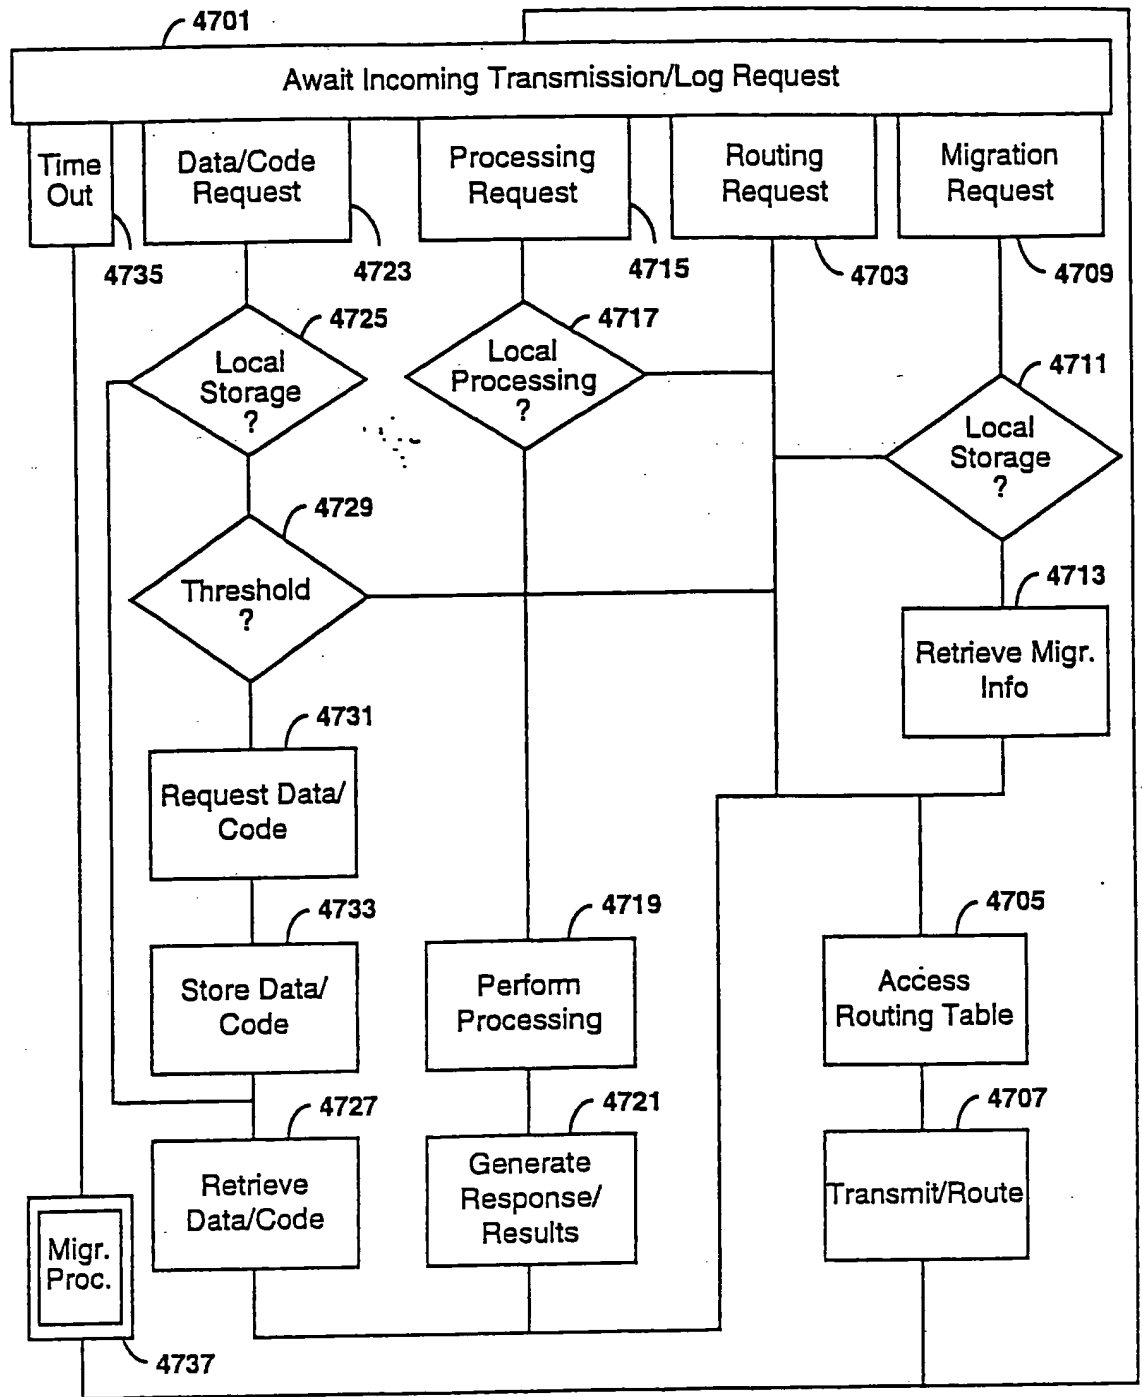 4701
Await Incoming Transmission/Log Request
Time
Out
Data/Code
Request
Processing
Request
Routing
Request
Migration
Request
4735
4723
4715
4703
4709
4725
Local
Storage
?
4717
Local
Processing
?
4711
Local
Storage
?
4729
Threshold
?
4713
Retrieve Migr.
Info
4731
Request Data/
Code
4733
Store Data/
Code
4719
Perform
Processing
4705
Access
Routing Table
4727
Retrieve
Data/Code
4721
Generate
Response/
Results
4707
Transmit/Route
Migr.
Proc.
4737